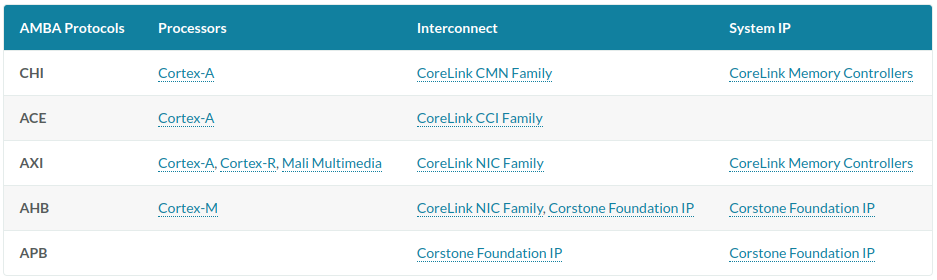 AMBA Protocols Processors Interconnect System IP
CHI Cortex-A CoreLink CMN Family CoreLink Memory Controllers
ACE Cortex-A CoreLink CCI Family
AXI Cortex-A, Cortex-R, Mali Multimedia CoreLink NIC Family CoreLink Memory Controllers
AHB Cortex-M CoreLink NIC Family, Corstone Foundation IP Corstone Foundation IP
APB Corstone Foundation IP Corstone Foundation IP